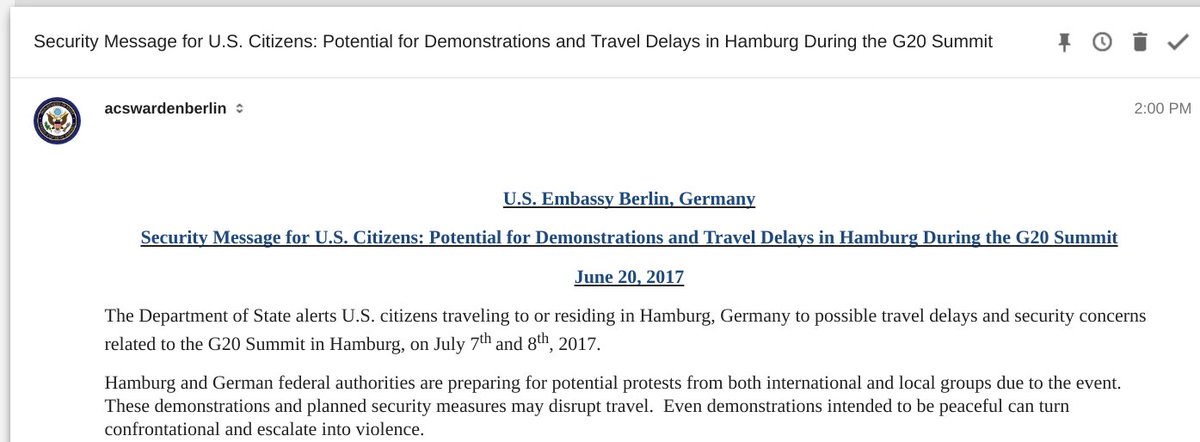 Security Message for U.S. Citizens: Potential for Demonstrations and Travel Delays in Hamburg During the G20 Summit
acswardenberlin
2:00 PM
U.S. Embassy Berlin, Germany
Security Message for U.S. Citizens: Potential for Demonstrations and Travel Delays in Hamburg During the G20 Summit
June 20, 2017
The Department of State alerts U.S. citizens traveling to or residing in Hamburg, Germany to possible travel delays and security concerns
related to the G20 Summit in Hamburg, on July 7th and 8th, 2017.
Hamburg and German federal authorities are preparing for potential protests from both international and local groups due to the event.
These demonstrations and planned security measures may disrupt travel.  Even demonstrations intended to be peaceful can turn
confrontational and escalate into violence.